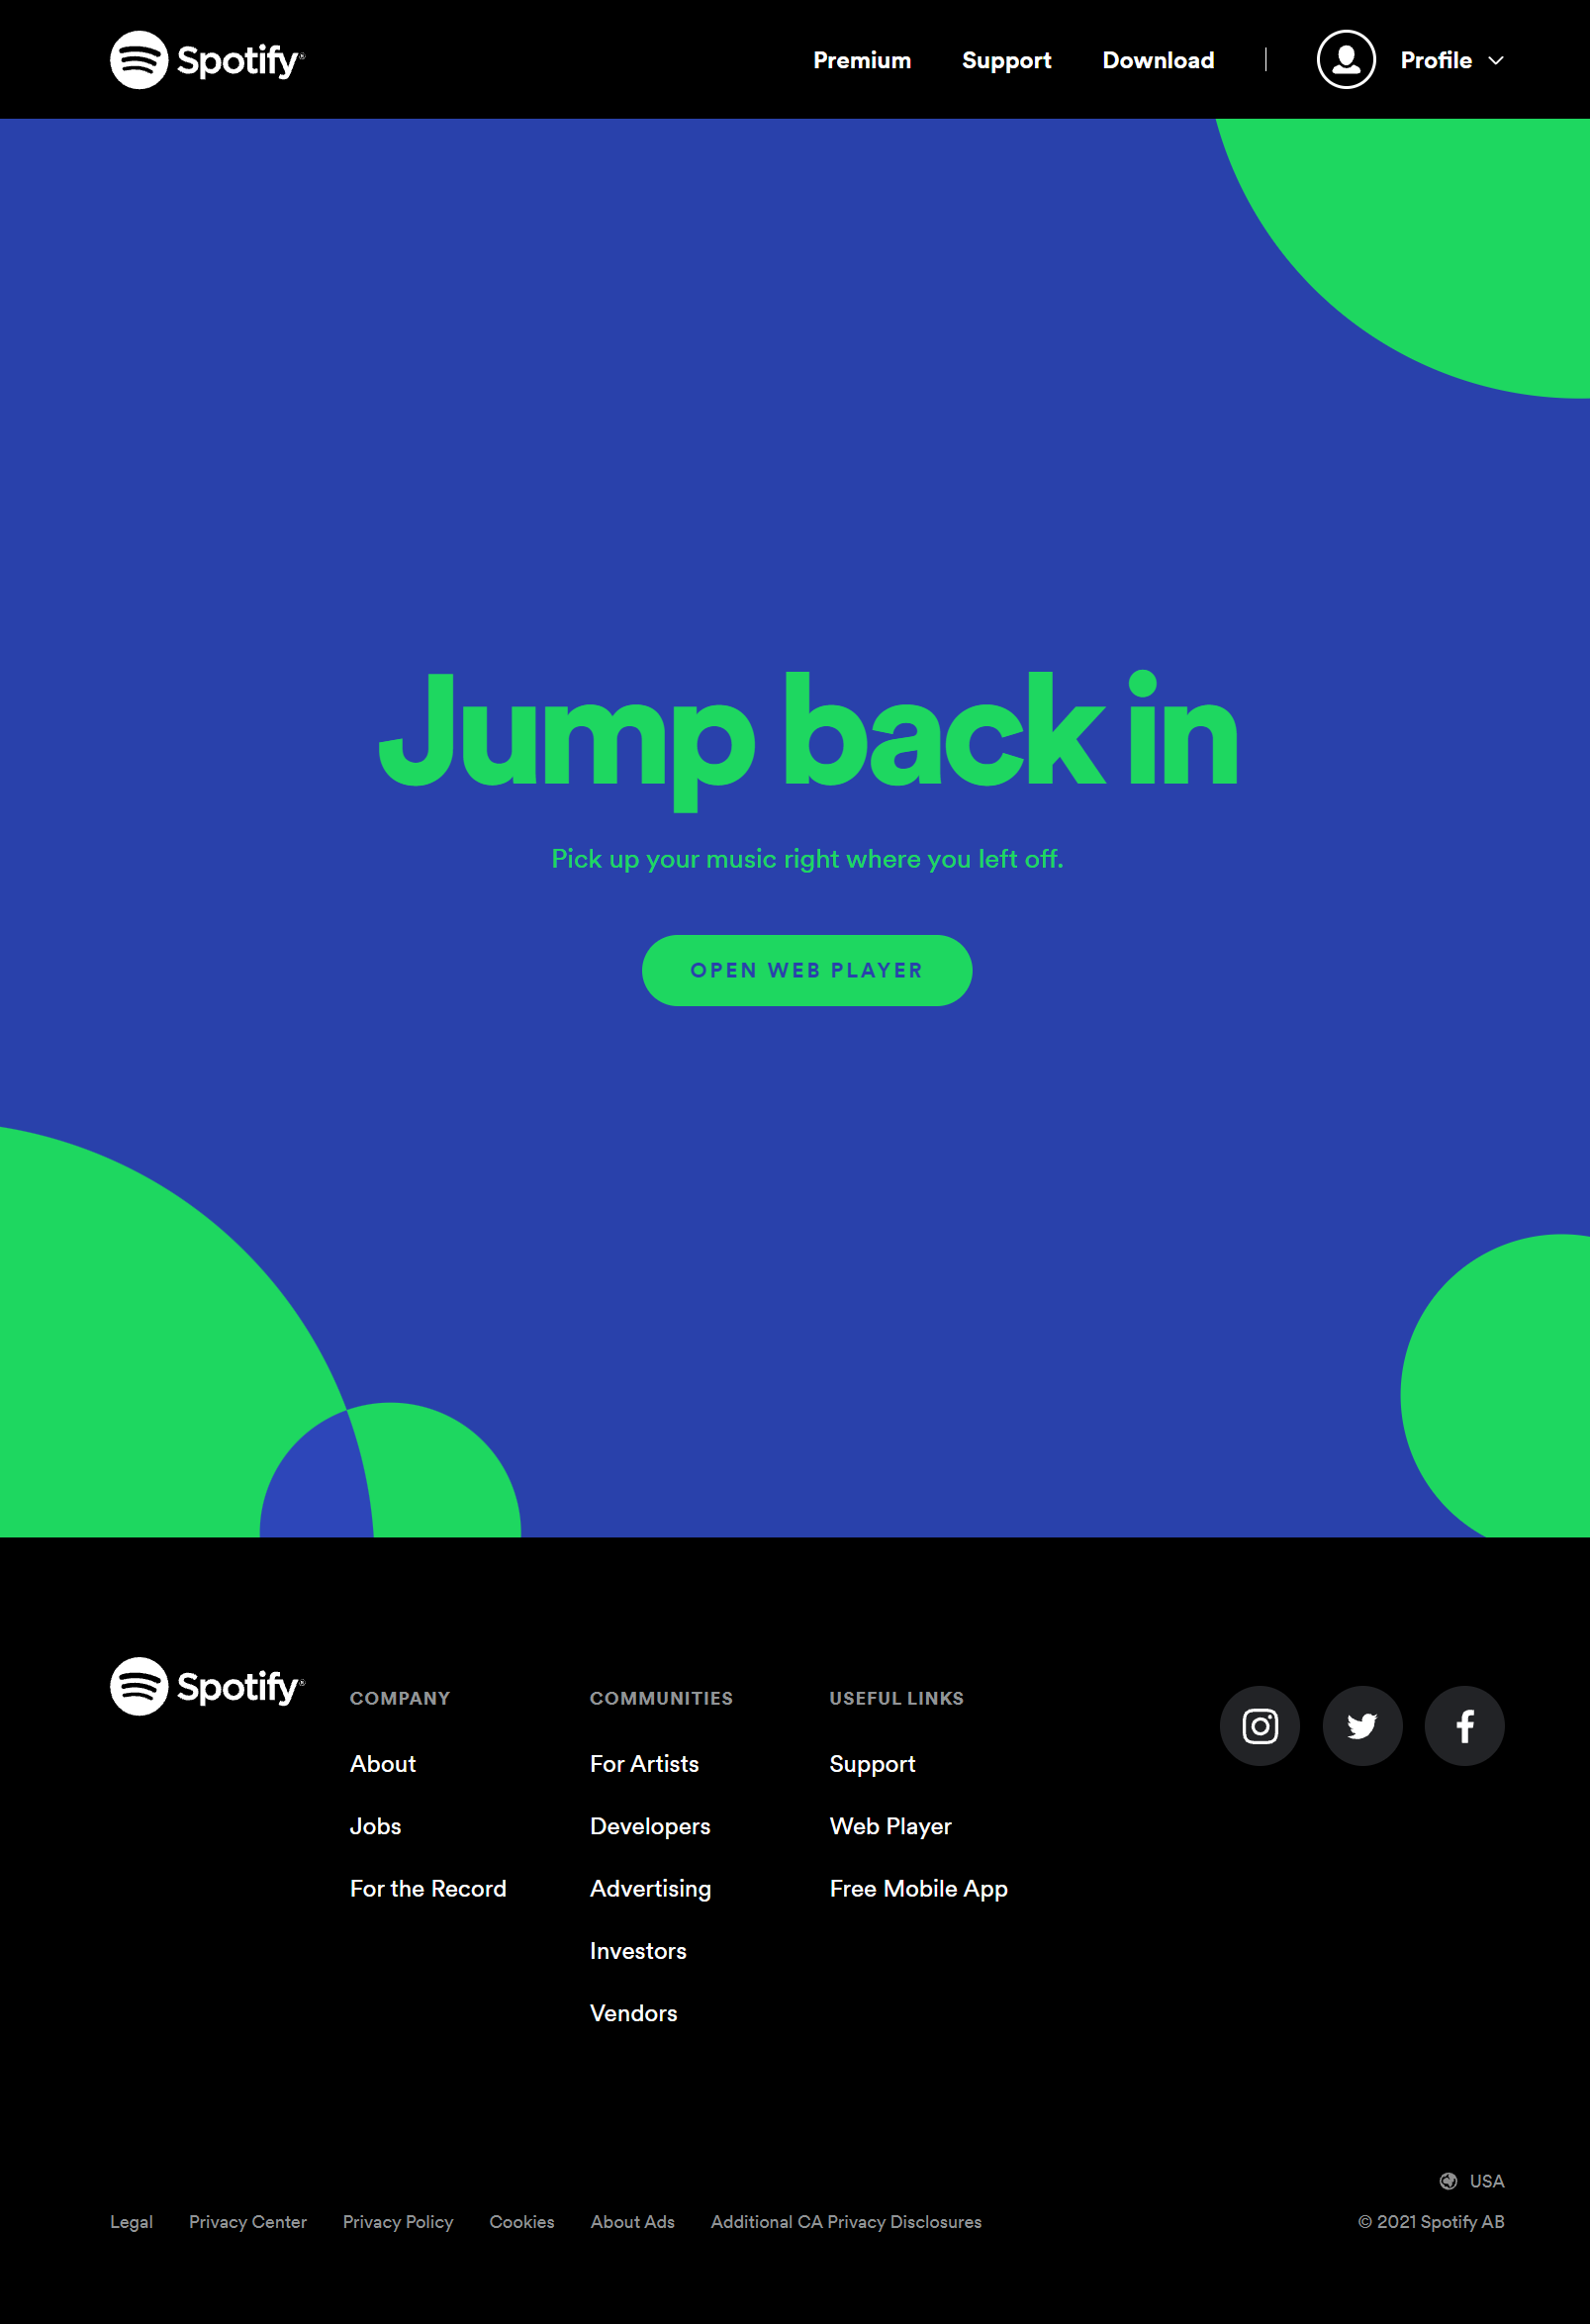 Spotify®
Premium Support Download Profile
Jump back in
Pick up your music right where you left off.
OPEN WEB PLAYER
Spotify®
COMPANY
About
Jobs
For the Record
COMMUNITIES
For Artists
Developers
Advertising
Investors
Vendors
USEFUL LINKS
Support
Web Player
Free Mobile App
USA
Legal Privacy Center Privacy Policy Cookies About Ads Additional CA Privacy Disclosures
© 2021 Spotify AB